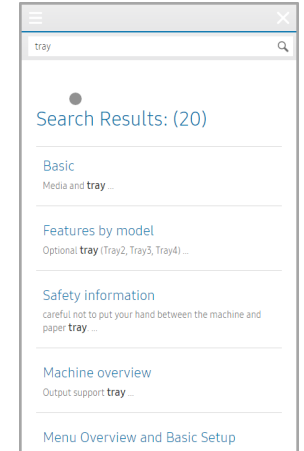 tray
Search Results: (20)
Basic
Media and tray ...
Features by model
Optional tray (Tray2, Tray3, Tray4) ...
Safety information
careful not to put your hand between the machine and
paper tray. ...
Machine overview
Output support tray ...
Menu Overview and Basic Setup